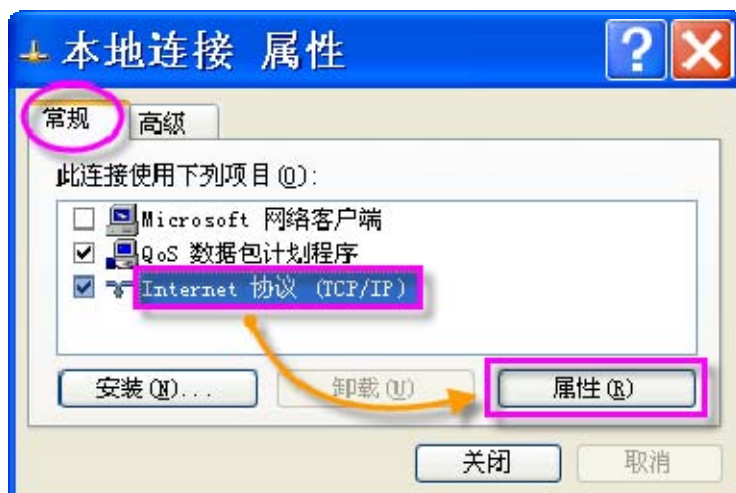 本地连接 属性
常规 高级
此连接使用下列项目(O):
Microsoft 网络客户端
QoS 数据包计划程序
Internet 协议 (TCP/IP)
安装(N)... 卸载(U) 属性(R)
关闭 取消